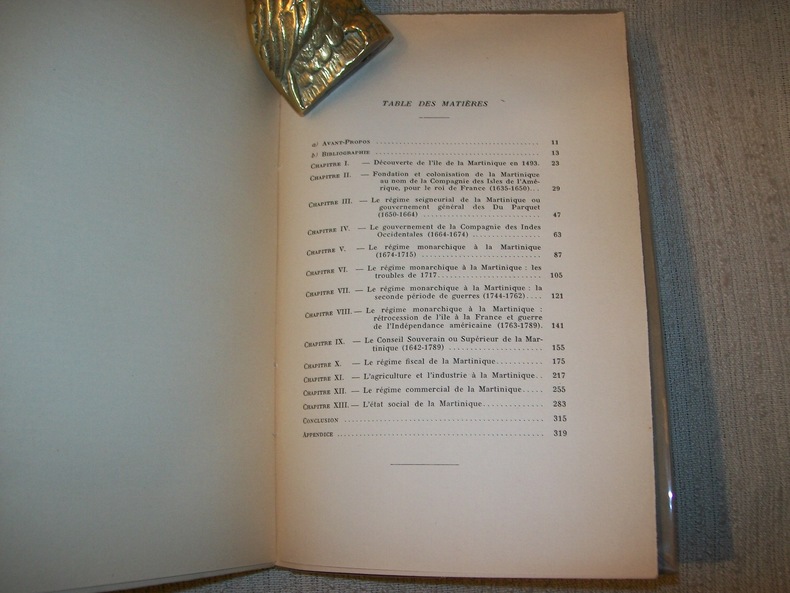 TABLE DES MATIÈRES
a) AVANT-PROPOS ........................................ 11
b) BIBLIOGRAPHIE ........................................ 13
CHAPITRE I. — Découverte de l'île de la Martinique en 1493. 23
CHAPITRE II. — Fondation et colonisation de la Martinique
au nom de la Compagnie des Isles de l'Amé-
rique, pour le roi de France (1635-1650)... 29
CHAPITRE III. — Le régime seigneurial de la Martinique ou
gouvernement général des Du Parquet
(1650-1664) .............................. 47
CHAPITRE IV. — Le gouvernement de la Compagnie des Indes
Occidentales (1664-1674) ................. 63
CHAPITRE V. — Le régime monarchique à la Martinique
(1674-1715) .............................. 87
CHAPITRE VI. — Le régime monarchique à la Martinique : les
troubles de 1717.......................... 105
CHAPITRE VII. — Le régime monarchique à la Martinique : la
seconde période de guerres (1744-1762).... 121
CHAPITRE VIII. — Le régime monarchique à la Martinique :
rétrocession de l'île à la France et guerre
de l'Indépendance américaine (1763-1789). 141
CHAPITRE IX. — Le Conseil Souverain ou Supérieur de la Mar-
tinique (1642-1789) ....................... 155
CHAPITRE X. — Le régime fiscal de la Martinique............ 175
CHAPITRE XI. — L'agriculture et l'industrie à la Martinique.. 217
CHAPITRE XII. — Le régime commercial de la Martinique..... 255
CHAPITRE XIII. — L'état social de la Martinique............. 283
CONCLUSION ........................................ 315
APPENDICE ........................................ 319